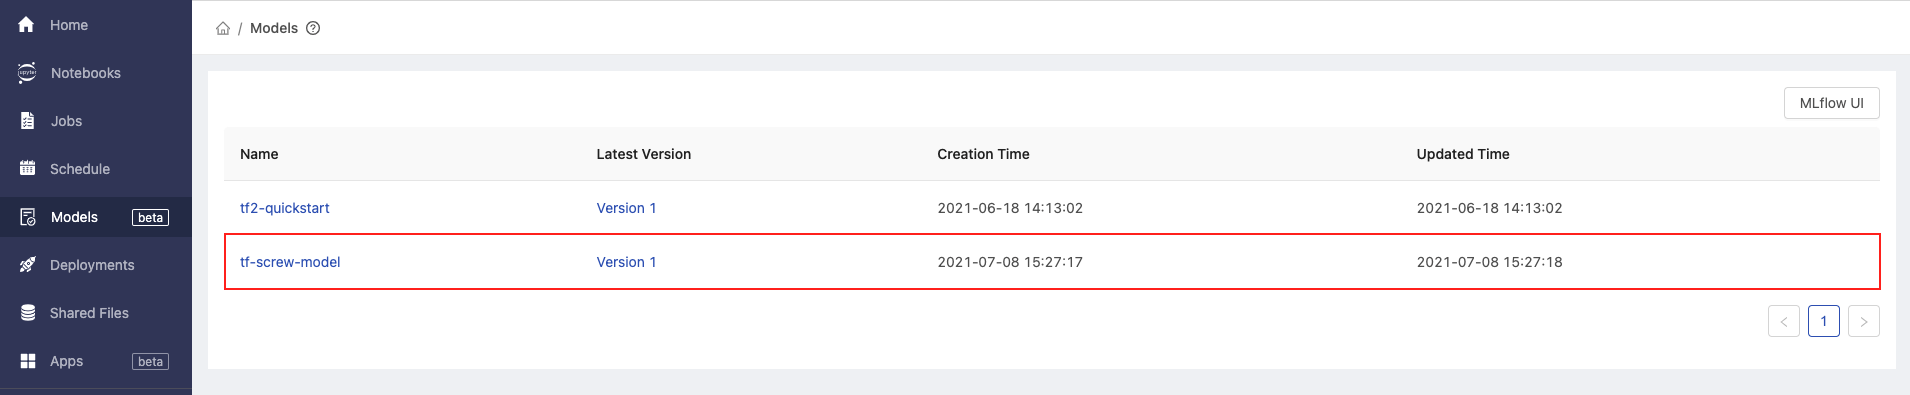 Home
Notebooks
Jobs
Schedule
Models beta
Deployments
Shared Files
Apps beta
/ Models ?
MLflow UI
Name Latest Version Creation Time Updated Time
tf2-quickstart Version 1 2021-06-18 14:13:02 2021-06-18 14:13:02
tf-screw-model Version 1 2021-07-08 15:27:17 2021-07-08 15:27:18
< 1 >